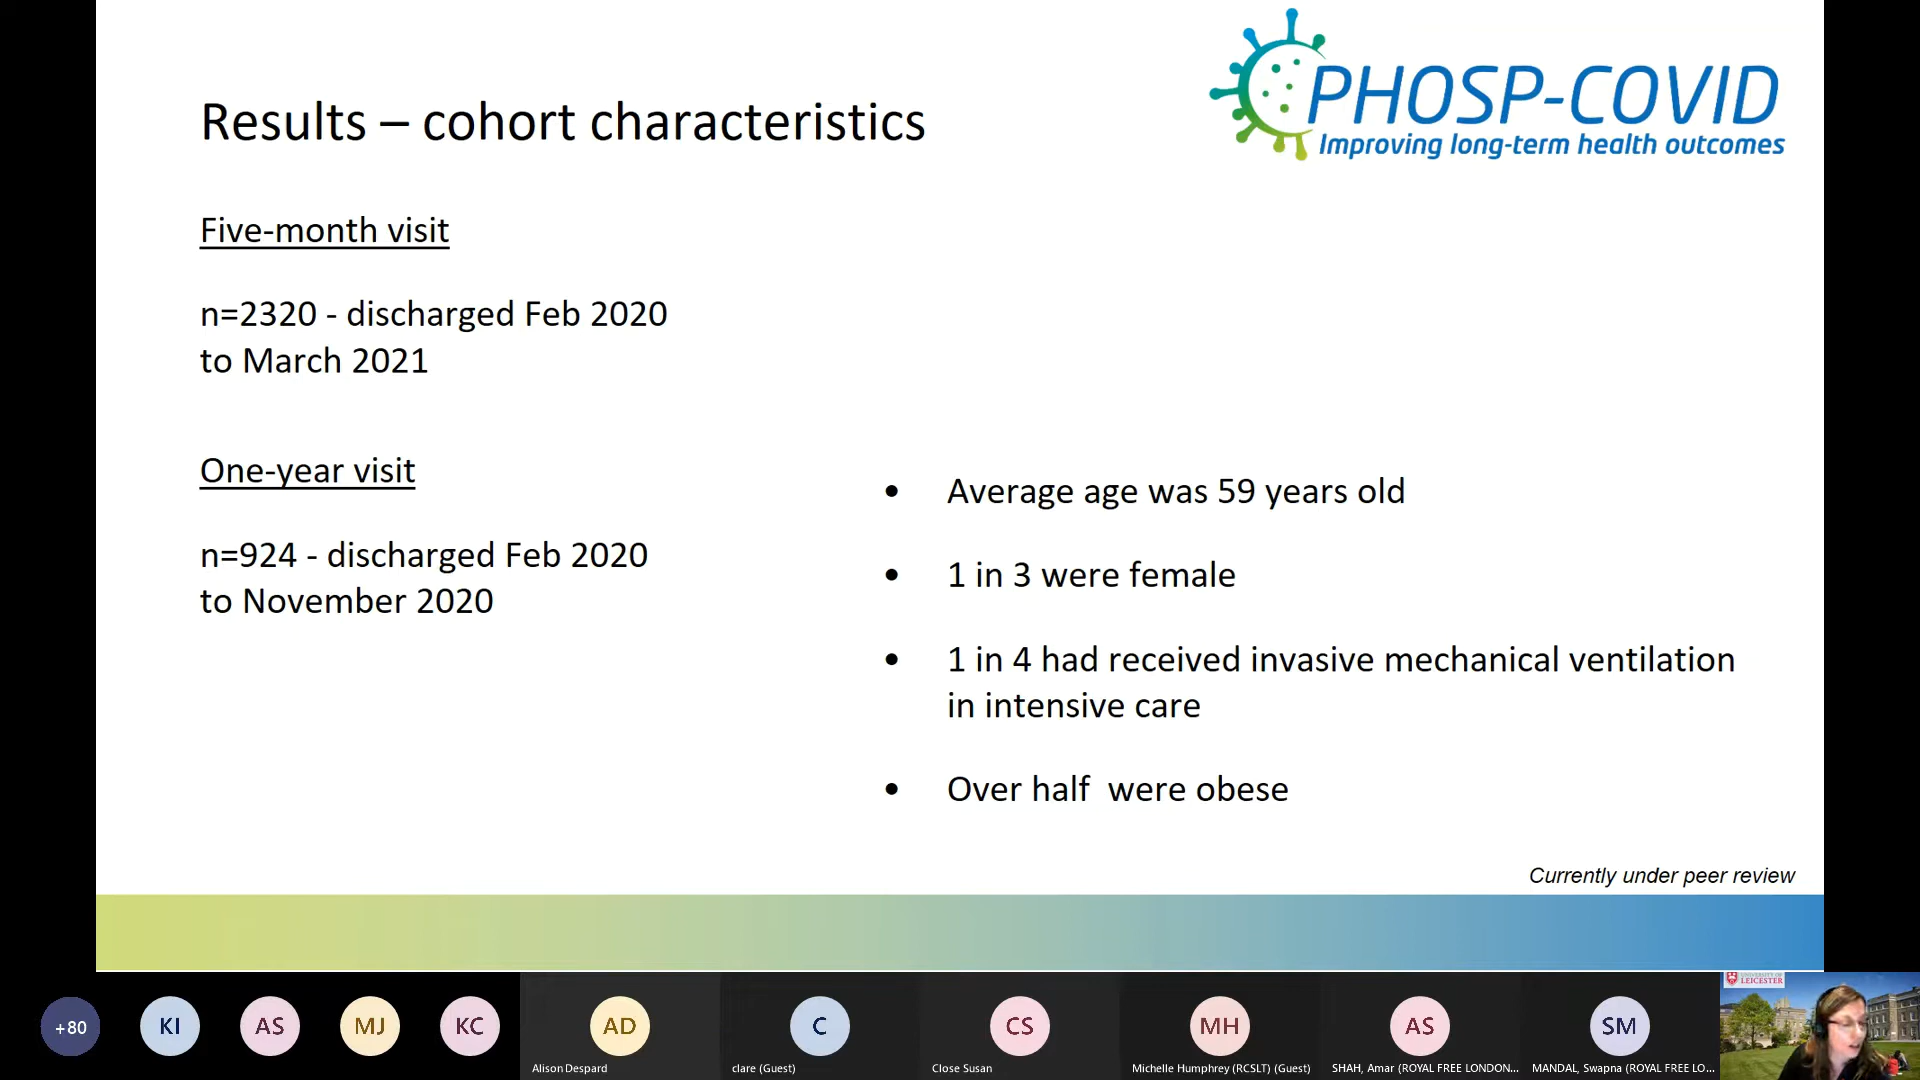 PHOSP-COVID
Improving long-term health outcomes
Results – cohort characteristics
Five-month visit
n=2320 - discharged Feb 2020
to March 2021
One-year visit
n=924 - discharged Feb 2020
to November 2020
• Average age was 59 years old
• 1 in 3 were female
• 1 in 4 had received invasive mechanical ventilation
in intensive care
• Over half were obese
Currently under peer review
+80
KI
AS
MJ
KC
AD
Alison Despard
C
clare (Guest)
CS
Close Susan
MH
Michelle Humphrey (RCSLT) (Guest)
AS
SHAH, Amar (ROYAL FREE LONDON...
SM
MANDAL, Swapna (ROYAL FREE LO...
UNIVERSITY OF
LEICESTER